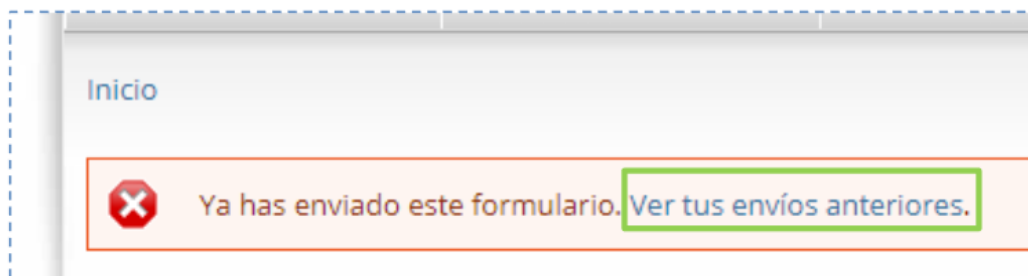 Inicio
Ya has enviado este formulario. Ver tus envíos anteriores.